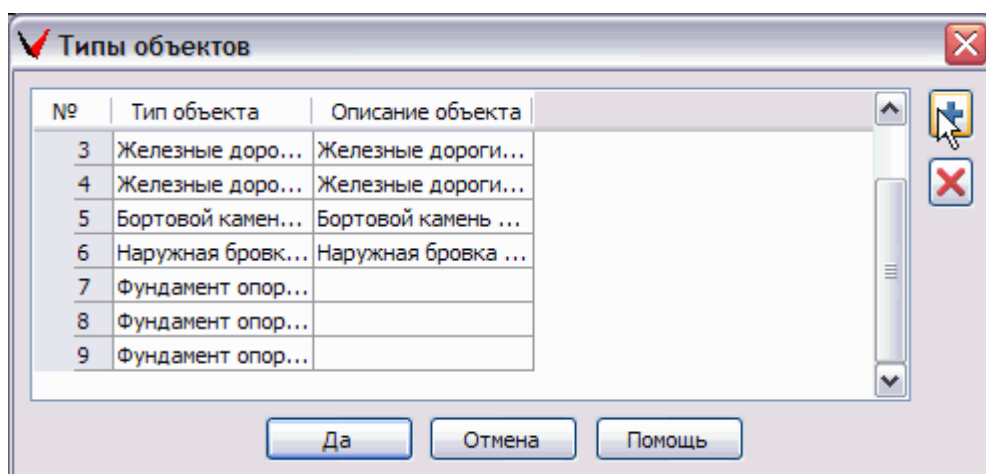 Типы объектов
№ Тип объекта Описание объекта
3 Железные доро... Железные дороги...
4 Железные доро... Железные дороги...
5 Бортовой камен... Бортовой камень ...
6 Наружная бровк... Наружная бровка ...
7 Фундамент опор...
8 Фундамент опор...
9 Фундамент опор...
Да Отмена Помощь